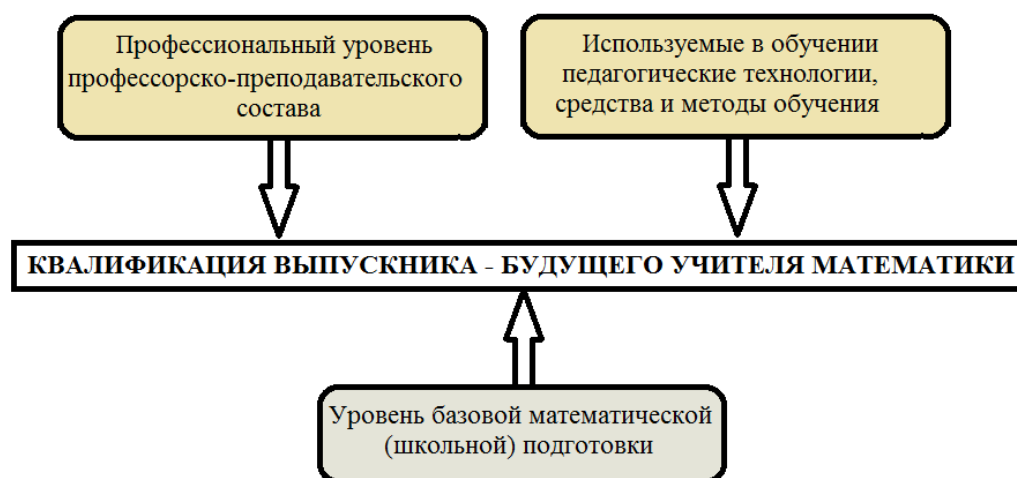 Профессиональный уровень
профессорско-преподавательского
состава
Используемые в обучении
педагогические технологии,
средства и методы обучения
КВАЛИФИКАЦИЯ ВЫПУСКНИКА - БУДУЩЕГО УЧИТЕЛЯ МАТЕМАТИКИ
Уровень базовой математической
(школьной) подготовки